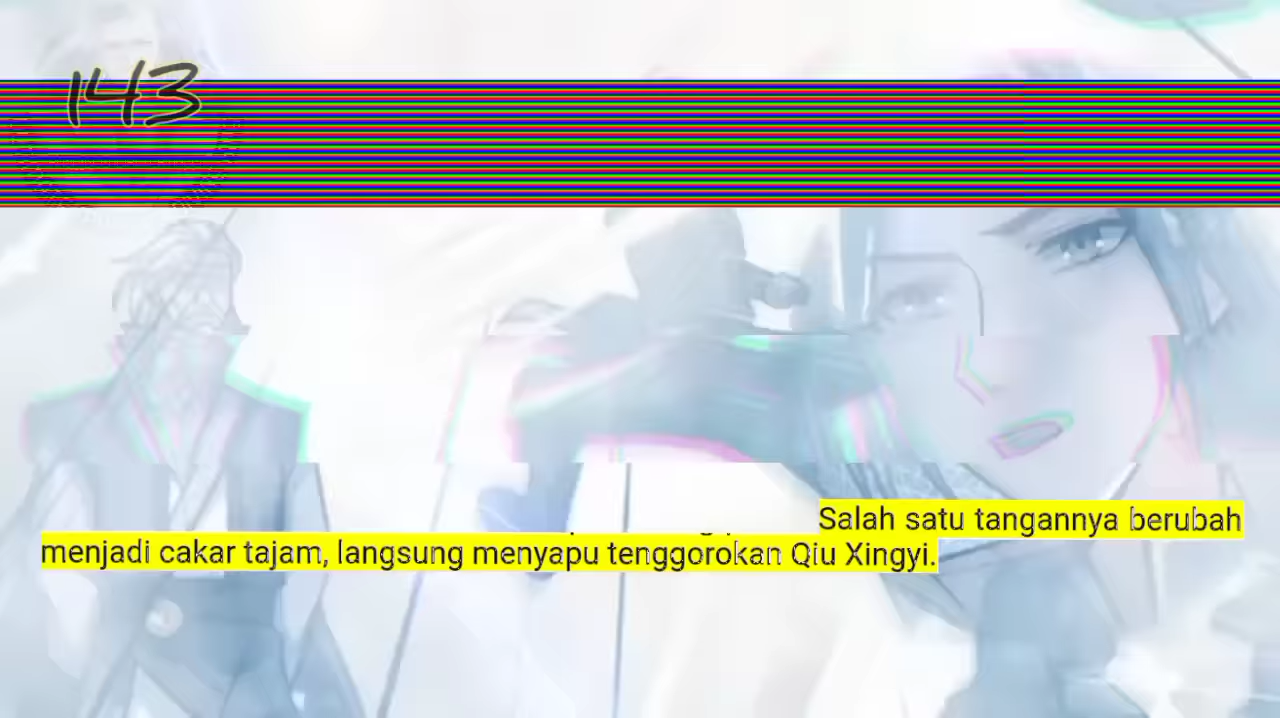 143
Salah satu tangannya berubah
menjadi cakar tajam, langsung menyapu tenggorokan Qiu Xingyi.